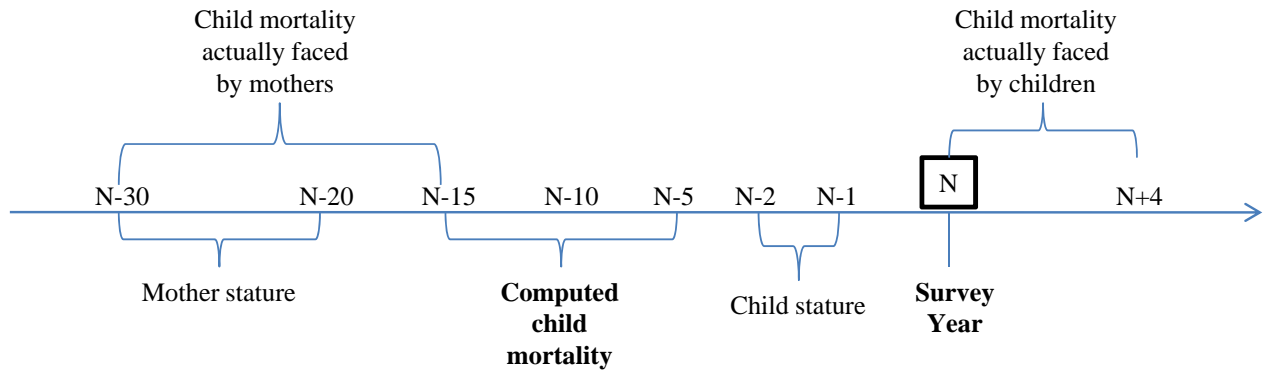 Child mortality
actually faced
by mothers
Child mortality
actually faced
by children
N-30 N-20 N-15 N-10 N-5 N-2 N-1 N N+4
Mother stature
Computed
child
mortality
Child stature
Survey
Year